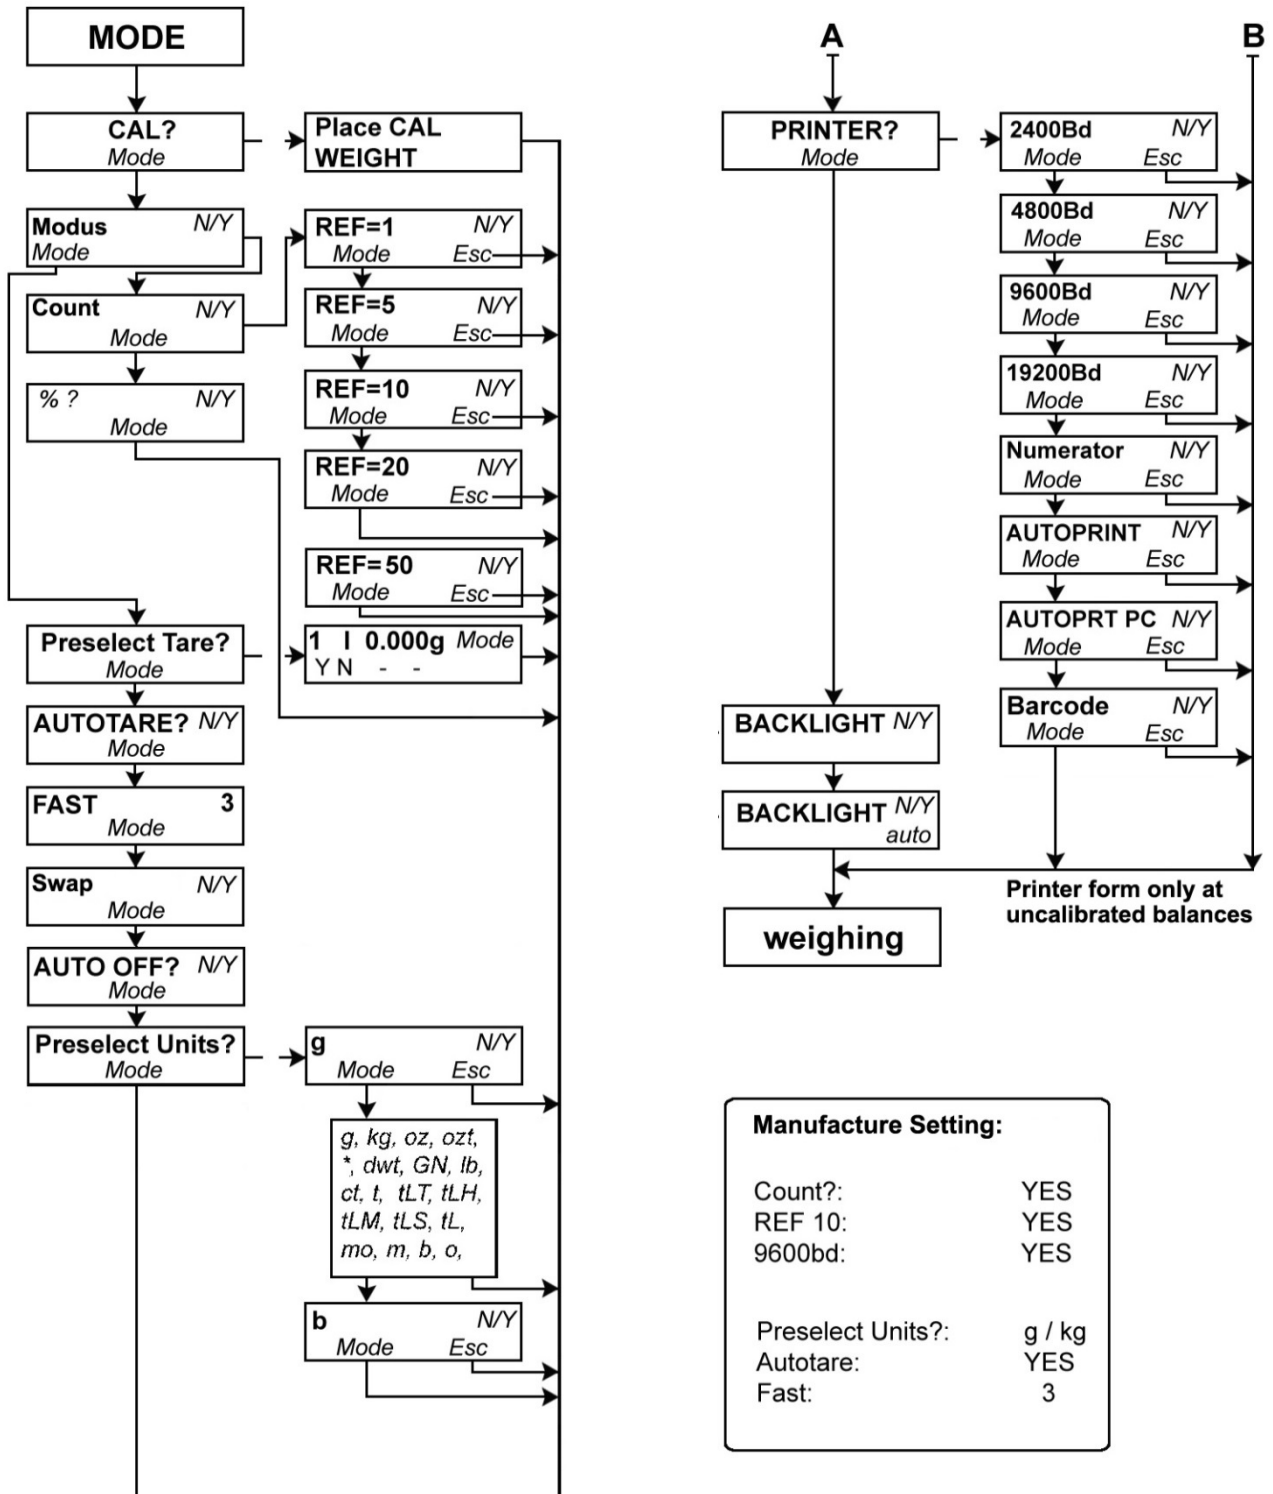 MODE
CAL?
Mode
Place CAL
WEIGHT
Modus N/Y
Mode
Count N/Y
Mode
% ? N/Y
Mode
REF=1 N/Y
Mode Esc
REF=5 N/Y
Mode Esc
REF=10 N/Y
Mode Esc
REF=20 N/Y
Mode Esc
REF=50 N/Y
Mode Esc
Preselect Tare?
Mode
1 I 0.000g Mode
Y N - -
AUTOTARE? N/Y
Mode
FAST 3
Mode
Swap N/Y
Mode
AUTO OFF? N/Y
Mode
Preselect Units?
Mode
g N/Y
Mode Esc
g, kg, oz, ozt,
*, dwt, GN, lb,
ct, t, tLT, tLH,
tLM, tLS, tL,
mo, m, b, o,
b N/Y
Mode Esc
A
B
PRINTER?
Mode
2400Bd N/Y
Mode Esc
4800Bd N/Y
Mode Esc
9600Bd N/Y
Mode Esc
19200Bd N/Y
Mode Esc
Numerator N/Y
Mode Esc
AUTOPRINT N/Y
Mode Esc
AUTOPRT PC N/Y
Mode Esc
Barcode N/Y
Mode Esc
BACKLIGHT N/Y
BACKLIGHT N/Y
auto
Printer form only at
uncalibrated balances
weighing
Manufacture Setting:
Count?: YES
REF 10: YES
9600bd: YES
Preselect Units?: g / kg
Autotare: YES
Fast: 3